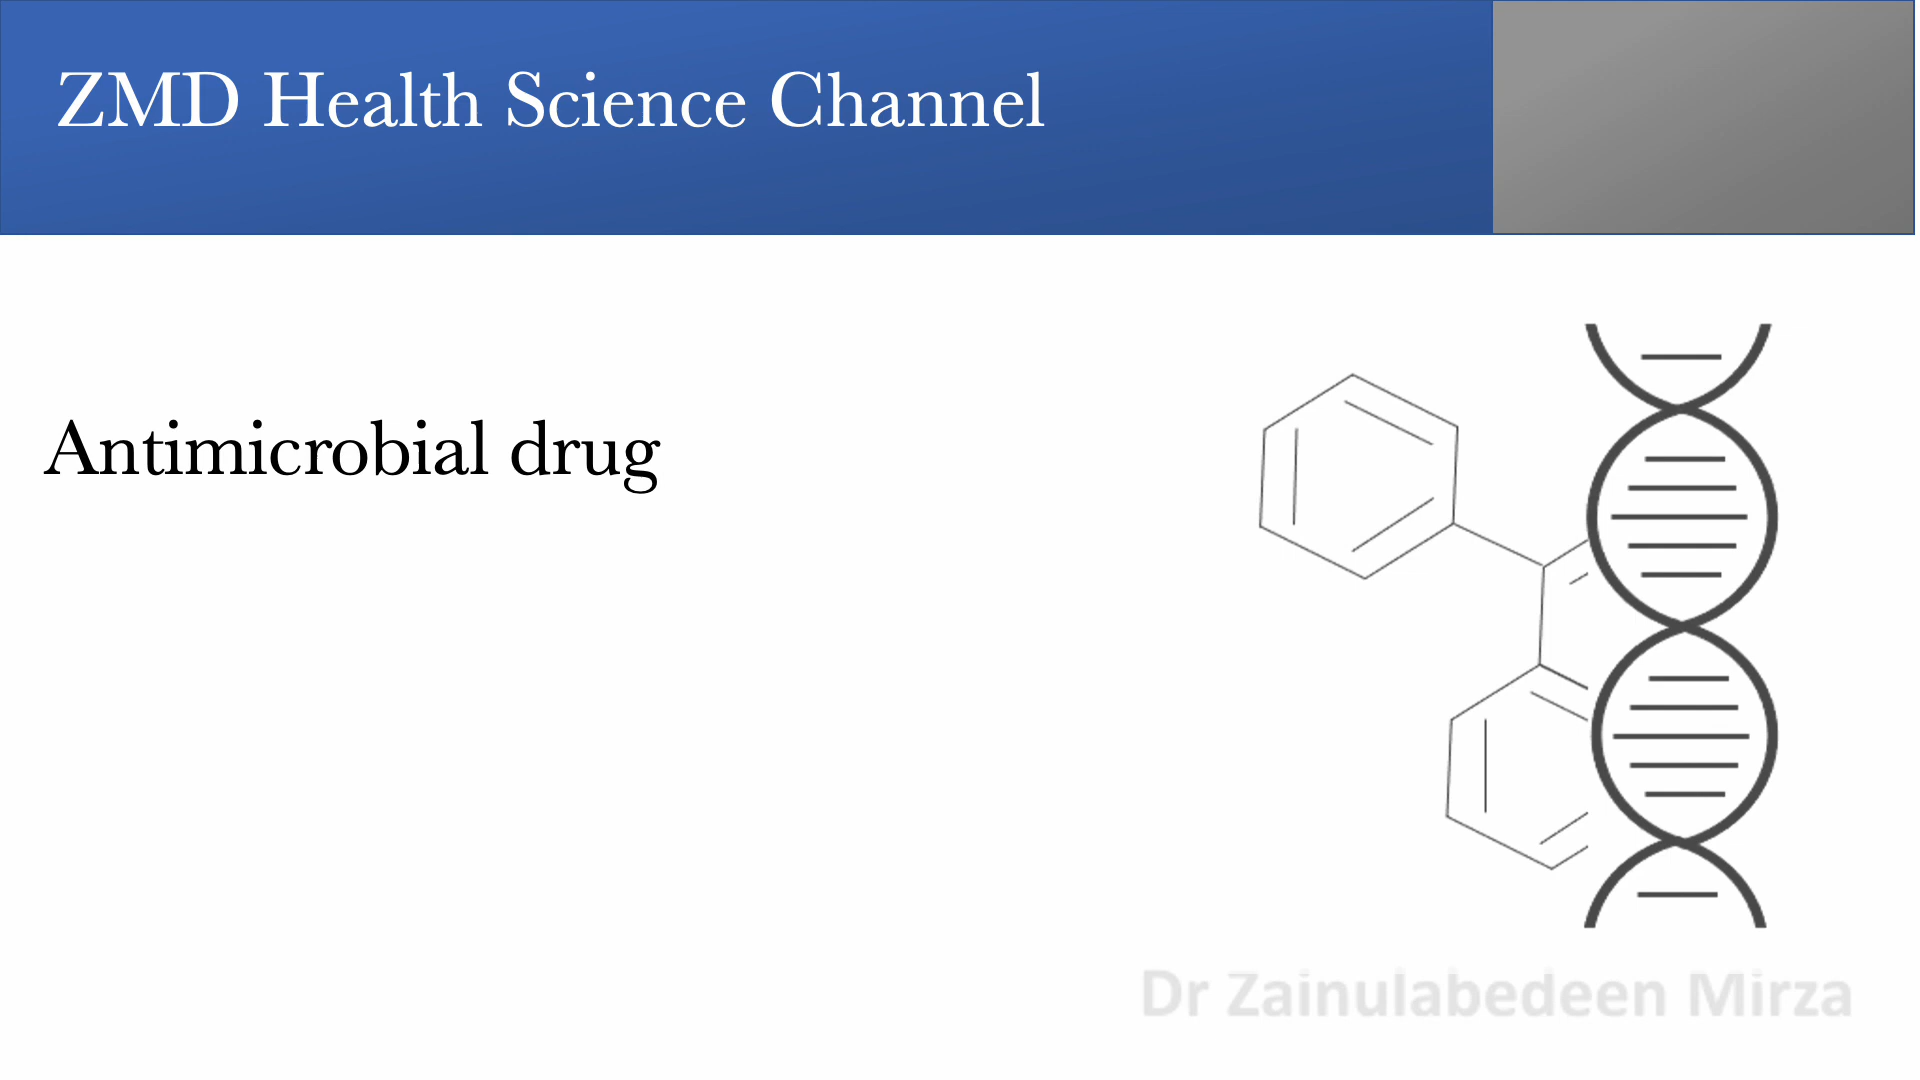 ZMD Health Science Channel
Antimicrobial drug
Dr Zainulabedeen Mirza